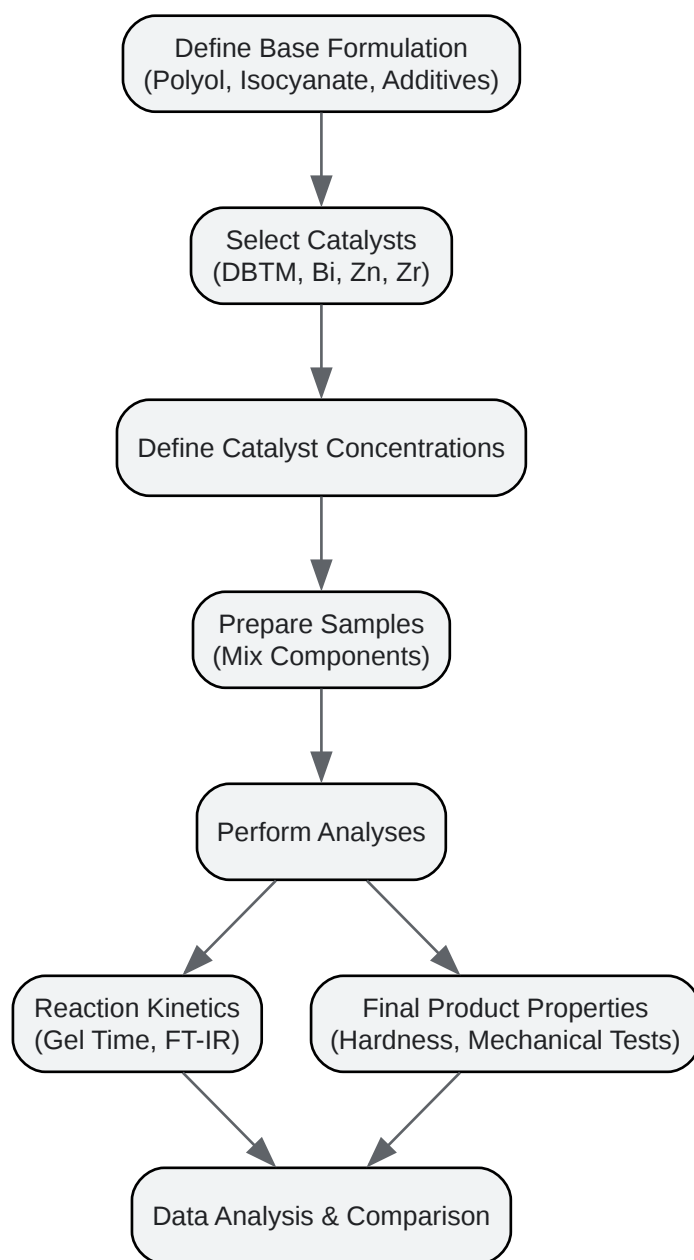 Define Base Formulation
(Polyol, Isocyanate, Additives)
Select Catalysts
(DBTM, Bi, Zn, Zr)
Define Catalyst Concentrations
Prepare Samples
(Mix Components)
Perform Analyses
Reaction Kinetics
(Gel Time, FT-IR)
Final Product Properties
(Hardness, Mechanical Tests)
Data Analysis & Comparison